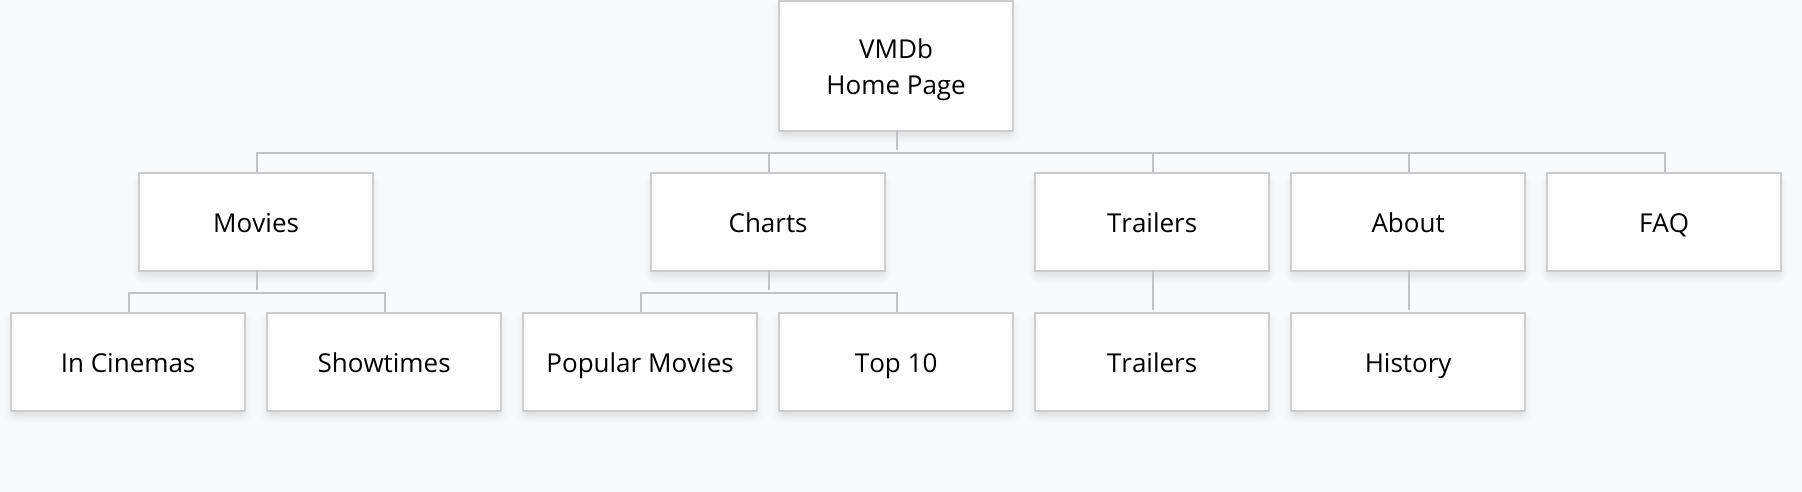 VMDb
Home Page
Movies
Charts
Trailers
About
FAQ
In Cinemas
Showtimes
Popular Movies
Top 10
Trailers
History